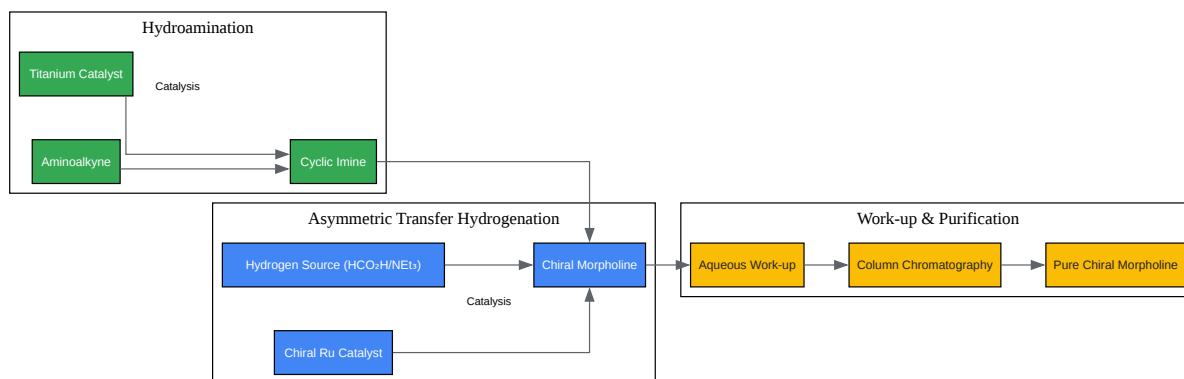 Hydroamination
Titanium Catalyst
Catalysis
Aminoalkyne
Cyclic Imine
Asymmetric Transfer Hydrogenation
Hydrogen Source (HCO₂H/NEt₃)
Chiral Morpholine
Catalysis
Chiral Ru Catalyst
Work-up & Purification
Aqueous Work-up
Column Chromatography
Pure Chiral Morpholine